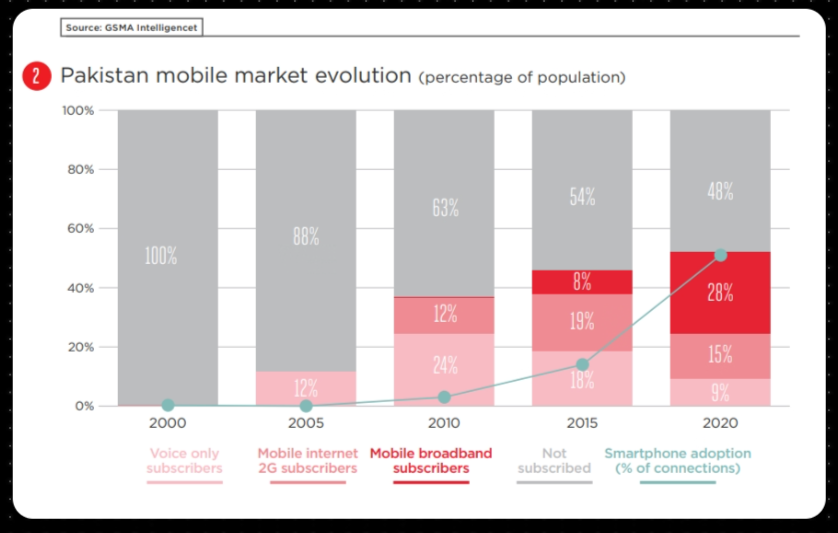 Source: GSMA Intelligencet
2 Pakistan mobile market evolution (percentage of population)
100%
80%
60%
40%
20%
0%
100%
88%
12%
63%
12%
24%
54%
8%
19%
18%
48%
28%
15%
9%
2000 2005 2010 2015 2020
Voice only
subscribers
Mobile internet
2G subscribers
Mobile broadband
subscribers
Not
subscribed
Smartphone adoption
(% of connections)